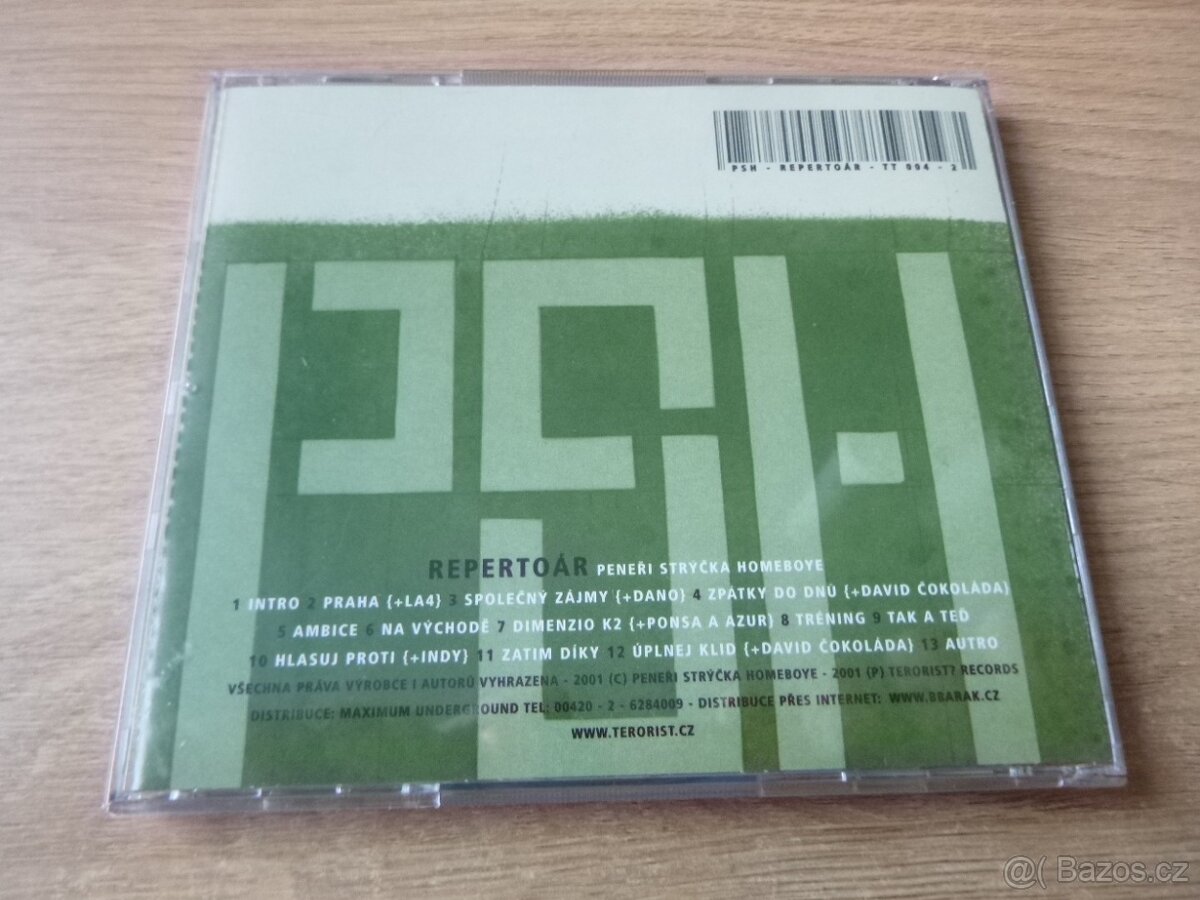 PSH - REPERTOÁR - TT 004 - 2
PSH
REPERTOÁR PENEŘI STRÝČKA HOMEBOYE
1 INTRO 2 PRAHA {+LA4} 3 SPOLEČNÝ ZÁJMY {+DANO} 4 ZPÁTKY DO DNŮ {+DAVID ČOKOLÁDA}
5 AMBICE 6 NA VÝCHODĚ 7 DIMENZIO K2 {+PONSA A AZUR} 8 TRÉNING 9 TAK A TEĎ
10 HLASUJ PROTI {+INDY} 11 ZATIM DÍKY 12 ÚPLNEJ KLID {+DAVID ČOKOLÁDA} 13 AUTRO
VŠECHNA PRÁVA VÝROBCE I AUTORŮ VYHRAZENA - 2001 (C) PENEŘI STRÝČKA HOMEBOYE - 2001 (P) TERORIST? RECORDS
DISTRIBUCE: MAXIMUM UNDERGROUND TEL: 00420 - 2 - 6284009 - DISTRIBUCE PŘES INTERNET: WWW.BBARAK.CZ
WWW.TERORIST.CZ
@( Bazos.cz